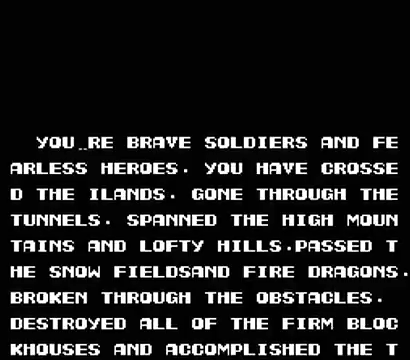 YOU..RE BRAVE SOLDIERS AND FE
ARLESS HEROES. YOU HAVE CROSSE
D THE ILANDS. GONE THROUGH THE
TUNNELS. SPANNED THE HIGH MOUN
TAINS AND LOFTY HILLS.PASSED T
HE SNOW FIELDSAND FIRE DRAGONS.
BROKEN THROUGH THE OBSTACLES.
DESTROYED ALL OF THE FIRM BLOC
KHOUSES AND ACCOMPLISHED THE T